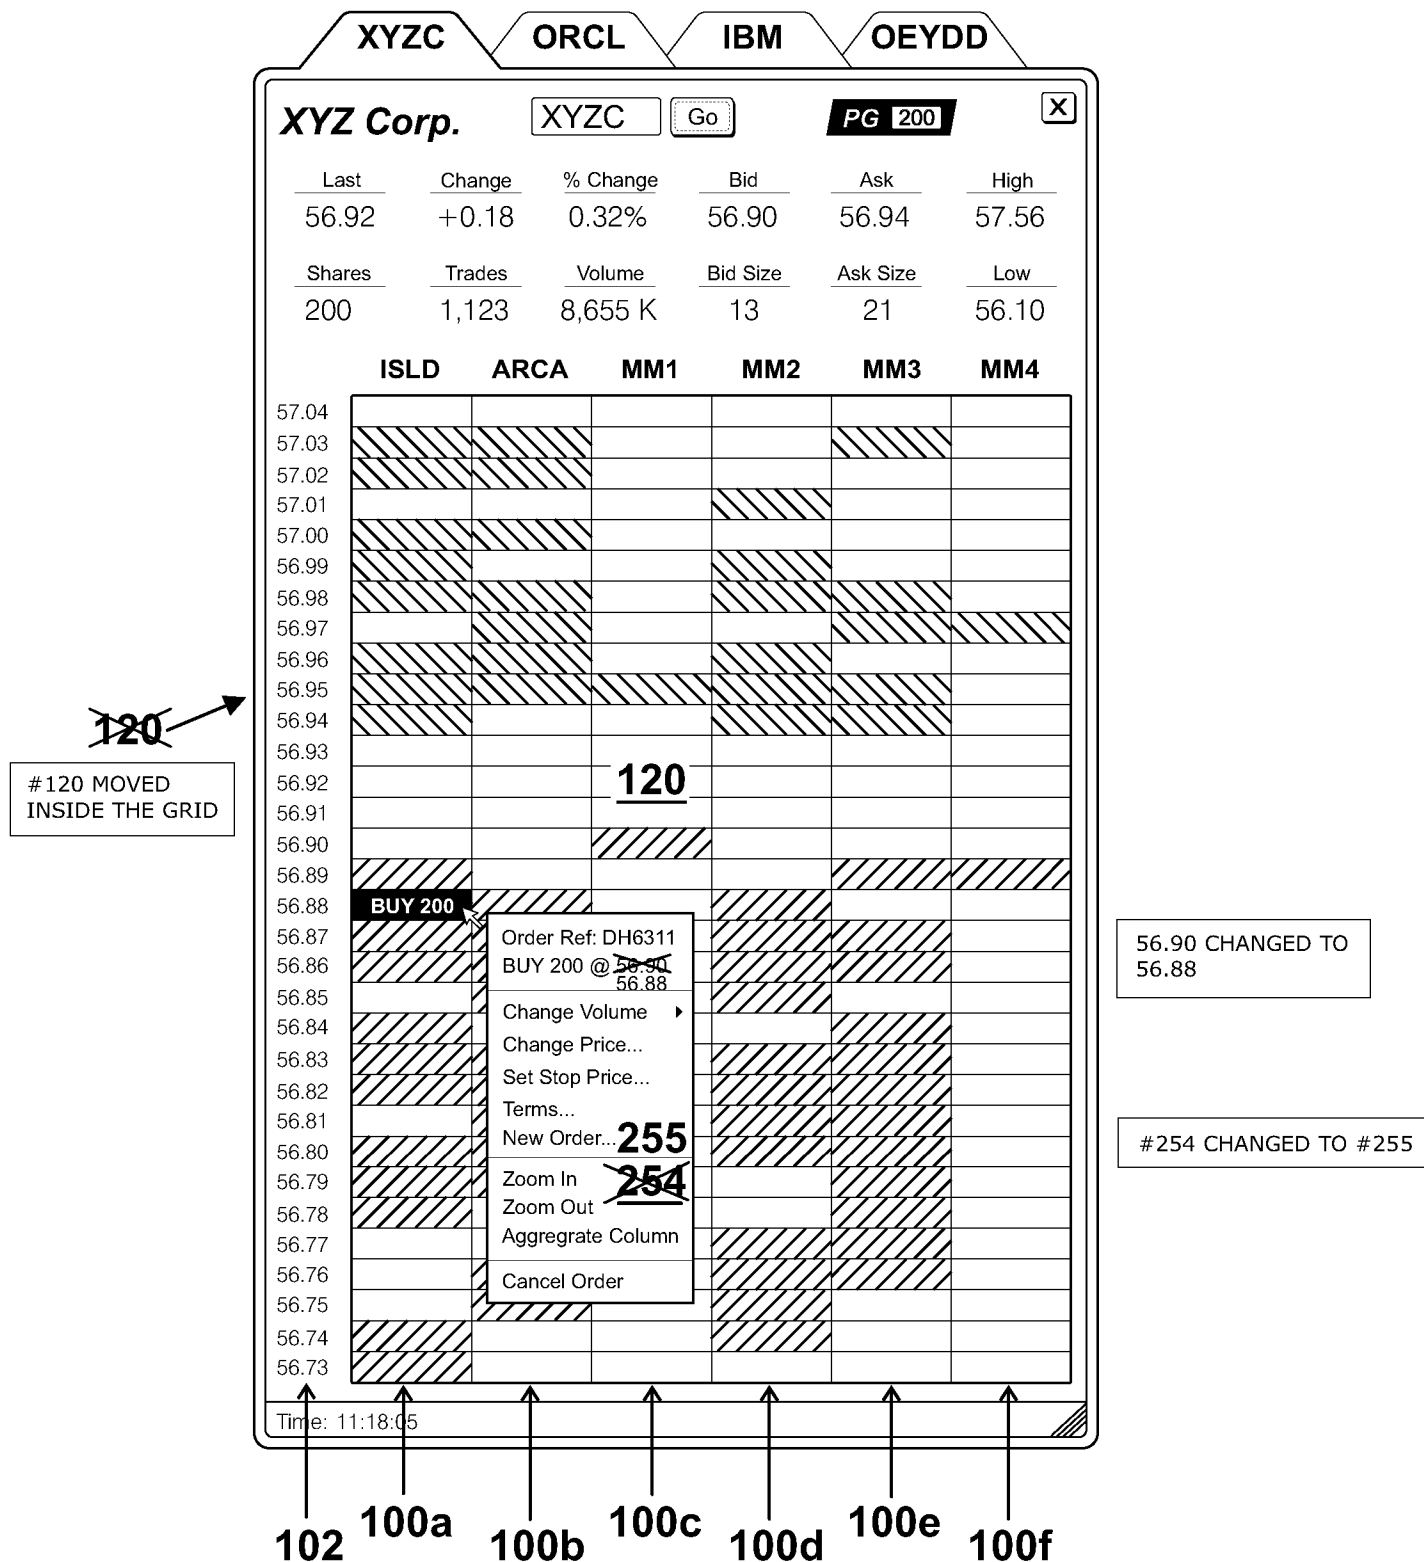 XYZC ORCL IBM OEYDD
XYZ Corp. XYZC Go PG 200 X
Last Change % Change Bid Ask High
56.92 +0.18 0.32% 56.90 56.94 57.56
Shares Trades Volume Bid Size Ask Size Low
200 1,123 8,655 K 13 21 56.10
ISLD ARCA MM1 MM2 MM3 MM4
57.04
57.03
57.02
57.01
57.00
56.99
56.98
56.97
56.96
56.95
56.94
120
#120 MOVED
INSIDE THE GRID
56.93
56.92
120
56.91
56.90
56.89
56.88 BUY 200
56.87
56.86
56.85
56.84
56.83
56.82
56.81
56.80
56.79
56.78
56.77
56.76
56.75
56.74
56.73
Order Ref: DH6311
BUY 200 @ 56.90
56.88
Change Volume
Change Price...
Set Stop Price...
Terms...
New Order... 255
Zoom In 254
Zoom Out
Aggregrate Column
Cancel Order
56.90 CHANGED TO
56.88
#254 CHANGED TO #255
Time: 11:18:05
102 100a 100b 100c 100d 100e 100f